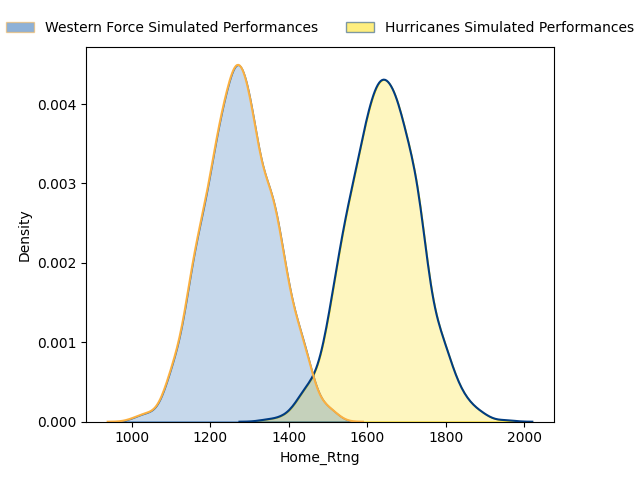 Western Force Simulated Performances Hurricanes Simulated Performances
0.004
0.003
0.002
0.001
0.000
Density
1000 1200 1400 1600 1800 2000
Home_Rtng